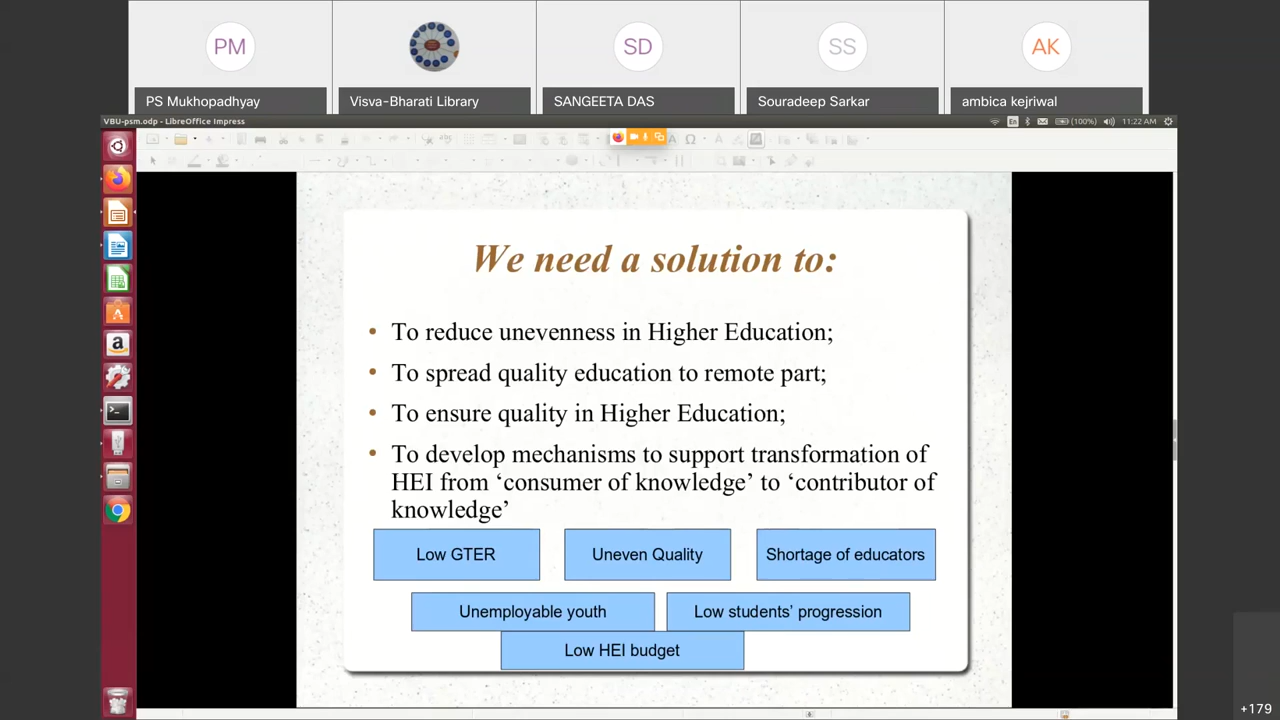 PM
SD
SS
AK
PS Mukhopadhyay
Visva-Bharati Library
SANGEETA DAS
Souradeep Sarkar
ambica kejriwal
VBU-psm.odp - LibreOffice Impress
En
(100%)
11:22 AM
We need a solution to:
• To reduce unevenness in Higher Education;
• To spread quality education to remote part;
• To ensure quality in Higher Education;
• To develop mechanisms to support transformation of
HEI from ‘consumer of knowledge’ to ‘contributor of
knowledge’
Low GTER
Uneven Quality
Shortage of educators
Unemployable youth
Low students’ progression
Low HEI budget
+179